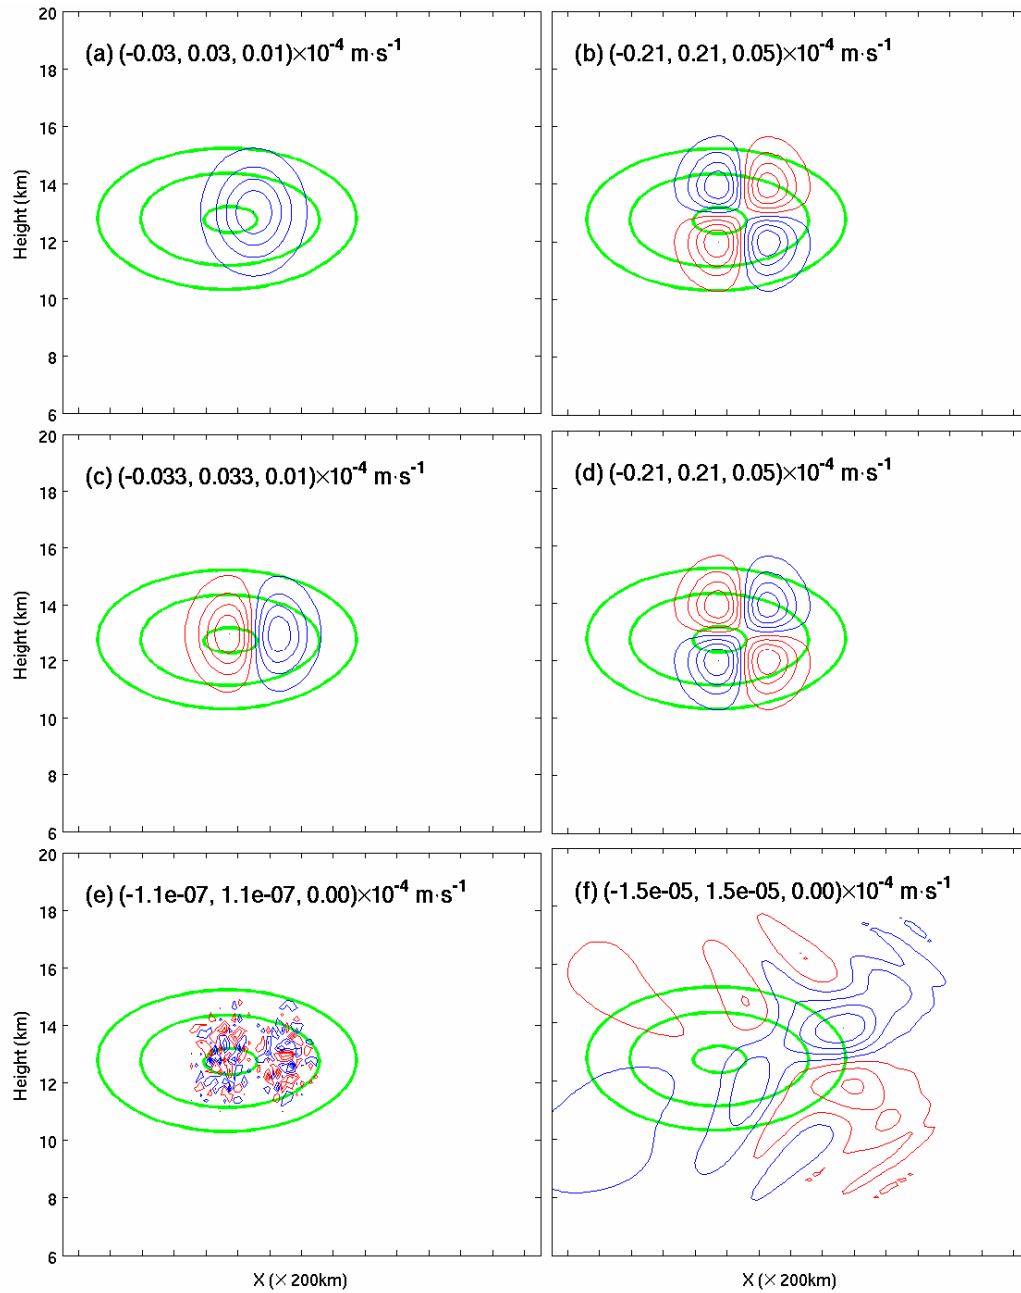 (a) (-0.03, 0.03, 0.01)×10⁻⁴ m·s⁻¹
(b) (-0.21, 0.21, 0.05)×10⁻⁴ m·s⁻¹
20
18
16
14
12
10
8
6
Height (km)
(c) (-0.033, 0.033, 0.01)×10⁻⁴ m·s⁻¹
(d) (-0.21, 0.21, 0.05)×10⁻⁴ m·s⁻¹
20
18
16
14
12
10
8
6
Height (km)
(e) (-1.1e-07, 1.1e-07, 0.00)×10⁻⁴ m·s⁻¹
(f) (-1.5e-05, 1.5e-05, 0.00)×10⁻⁴ m·s⁻¹
20
18
16
14
12
10
8
6
Height (km)
X (× 200km)
X (× 200km)